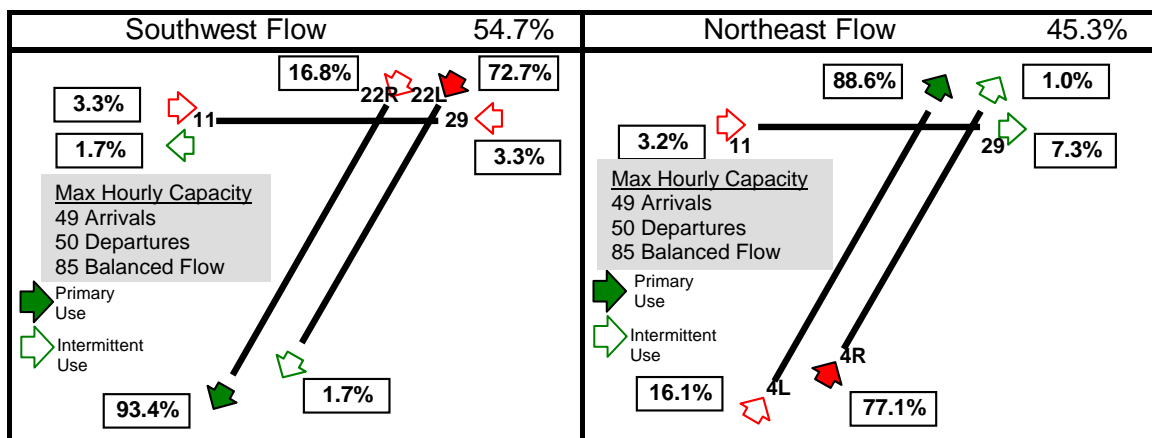 Southwest Flow 54.7%
16.8%
72.7%
22R 22L
3.3%
11
29
1.7%
3.3%
Max Hourly Capacity
49 Arrivals
50 Departures
85 Balanced Flow
Primary
Use
Intermittent
Use
1.7%
93.4%
Northeast Flow 45.3%
88.6%
1.0%
3.2%
11
29
7.3%
Max Hourly Capacity
49 Arrivals
50 Departures
85 Balanced Flow
Primary
Use
Intermittent
Use
4R
4L
16.1%
77.1%